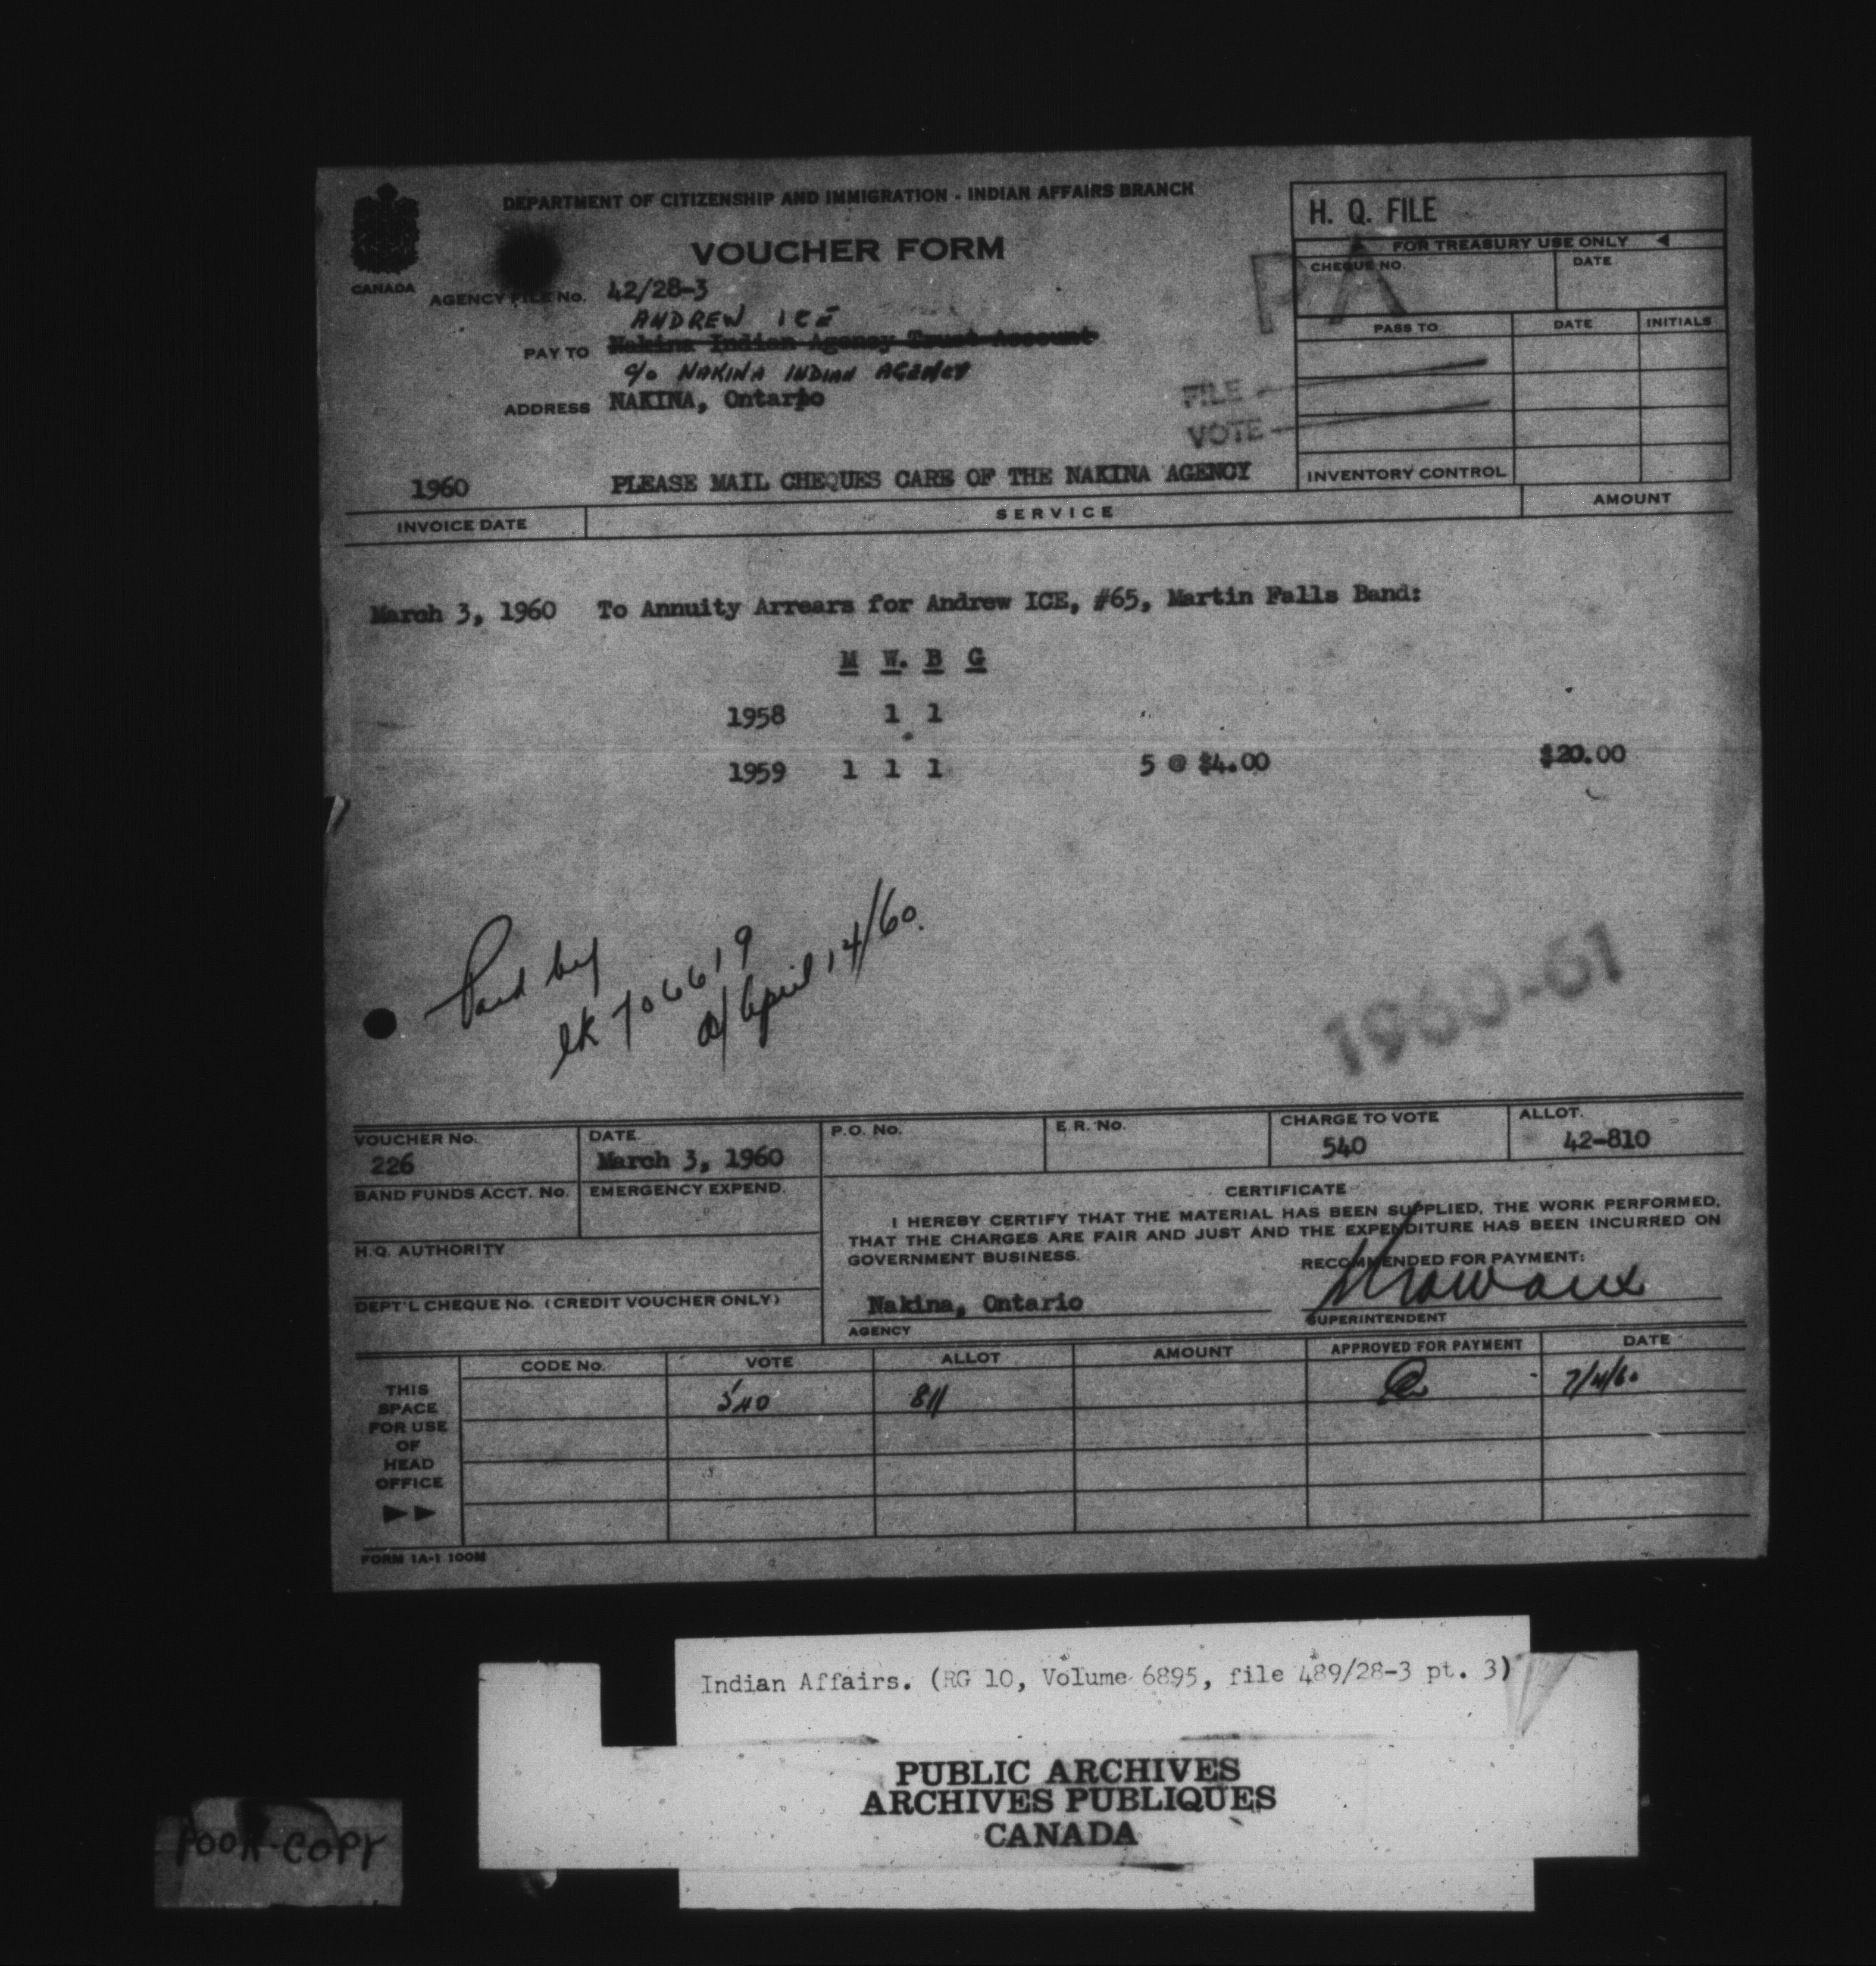 DEPARTMENT OF CITIZENSHIP AND IMMIGRATION - INDIAN AFFAIRS BRANCH
VOUCHER FORM
CANADA
AGENCY FILE No. 42/28-3
ANDREW ICE
PAY TO Nakina Indian Agency Trust Account
c/o NAKINA INDIAN AGENCY
ADDRESS NAKINA, Ontario
H. Q. FILE
FOR TREASURY USE ONLY
CHEQUE NO. DATE
PA
PASS TO DATE INITIALS
FILE
VOTE
INVENTORY CONTROL
1960 PLEASE MAIL CHEQUES CARE OF THE NAKINA AGENCY
INVOICE DATE SERVICE AMOUNT
March 3, 1960 To Annuity Arrears for Andrew ICE, #65, Martin Falls Band:
M W. B G
1958 1 1
1959 1 1 1 5 @ $4.00 $20.00
Paid by
ck 706619
d/ April 14/60.
1960-61
VOUCHER No. DATE P.O. No. E.R. No. CHARGE TO VOTE ALLOT.
226 March 3, 1960 540 42-810
BAND FUNDS ACCT. No. EMERGENCY EXPEND.
H.Q. AUTHORITY
DEPT'L CHEQUE No. (CREDIT VOUCHER ONLY)
CERTIFICATE
I HEREBY CERTIFY THAT THE MATERIAL HAS BEEN SUPPLIED, THE WORK PERFORMED,
THAT THE CHARGES ARE FAIR AND JUST AND THE EXPENDITURE HAS BEEN INCURRED ON
GOVERNMENT BUSINESS.
RECOMMENDED FOR PAYMENT:
Nakina, Ontario
AGENCY SUPERINTENDENT
CODE No. VOTE ALLOT AMOUNT APPROVED FOR PAYMENT DATE
540 811 7/4/60
THIS
SPACE
FOR USE
OF
HEAD
OFFICE
FORM 1A-1 100M
Indian Affairs. (RG 10, Volume 6895, file 489/28-3 pt. 3)
PUBLIC ARCHIVES
ARCHIVES PUBLIQUES
CANADA
POOR COPY